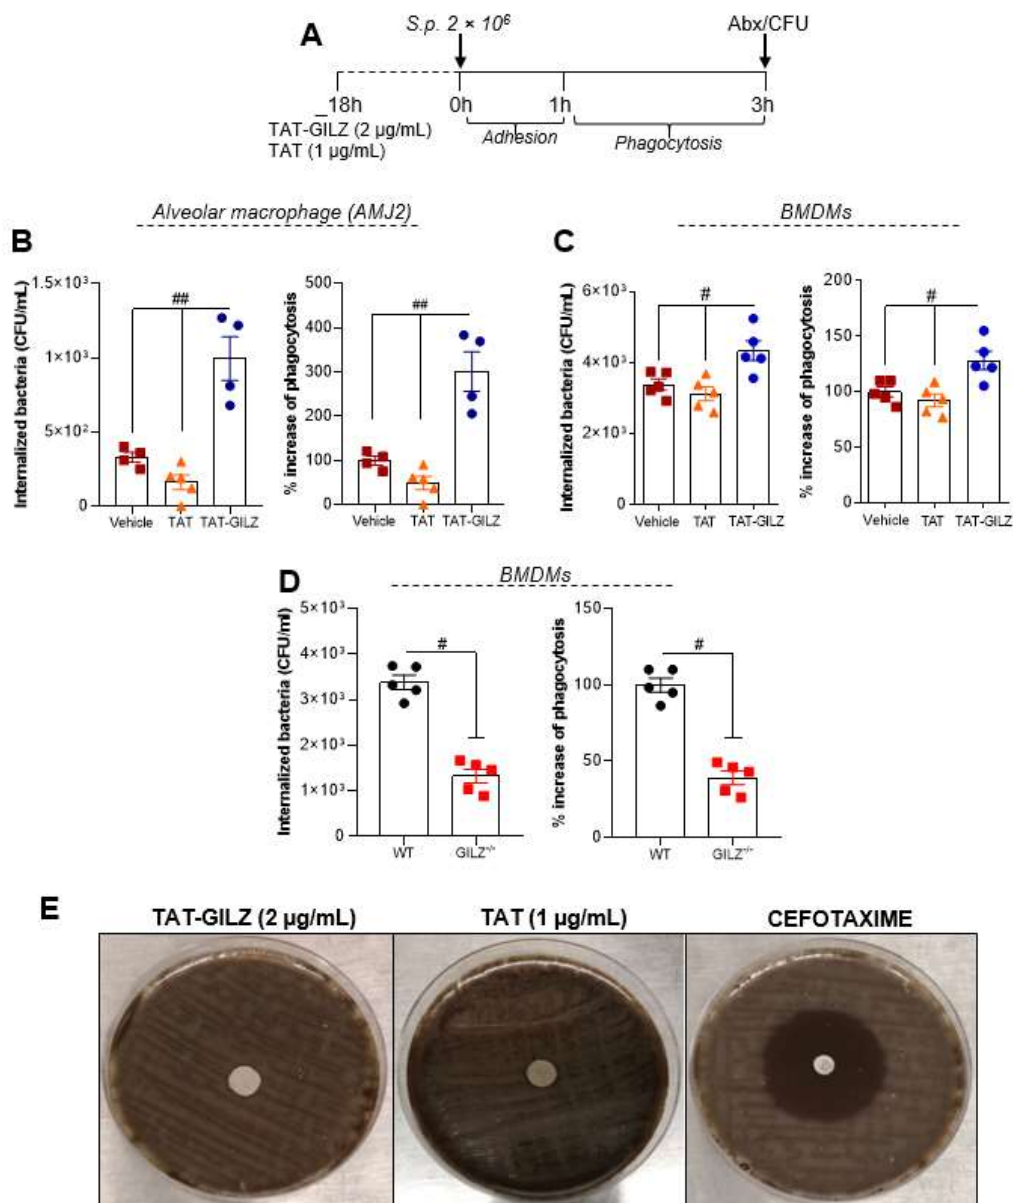 A
S.p. 2 × 10⁶
Abx/CFU
_18h
0h
1h
3h
TAT-GILZ (2 µg/mL)
TAT (1 µg/mL)
Adhesion
Phagocytosis
Alveolar macrophage (AMJ2)
BMDMs
B
Internalized bacteria (CFU/mL)
1.5×10³
1×10³
5×10²
0
##
Vehicle
TAT
TAT-GILZ
% increase of phagocytosis
500
400
300
200
100
0
##
Vehicle
TAT
TAT-GILZ
C
Internalized bacteria (CFU/mL)
6×10³
4×10³
2×10³
0
#
Vehicle
TAT
TAT-GILZ
% increase of phagocytosis
200
150
100
50
0
#
Vehicle
TAT
TAT-GILZ
D
BMDMs
Internalized bacteria (CFU/ml)
5×10³
4×10³
3×10³
2×10³
1×10³
0
#
WT
GILZ⁻/⁻
% increase of phagocytosis
150
100
50
0
#
WT
GILZ⁻/⁻
E
TAT-GILZ (2 µg/mL)
TAT (1 µg/mL)
CEFOTAXIME